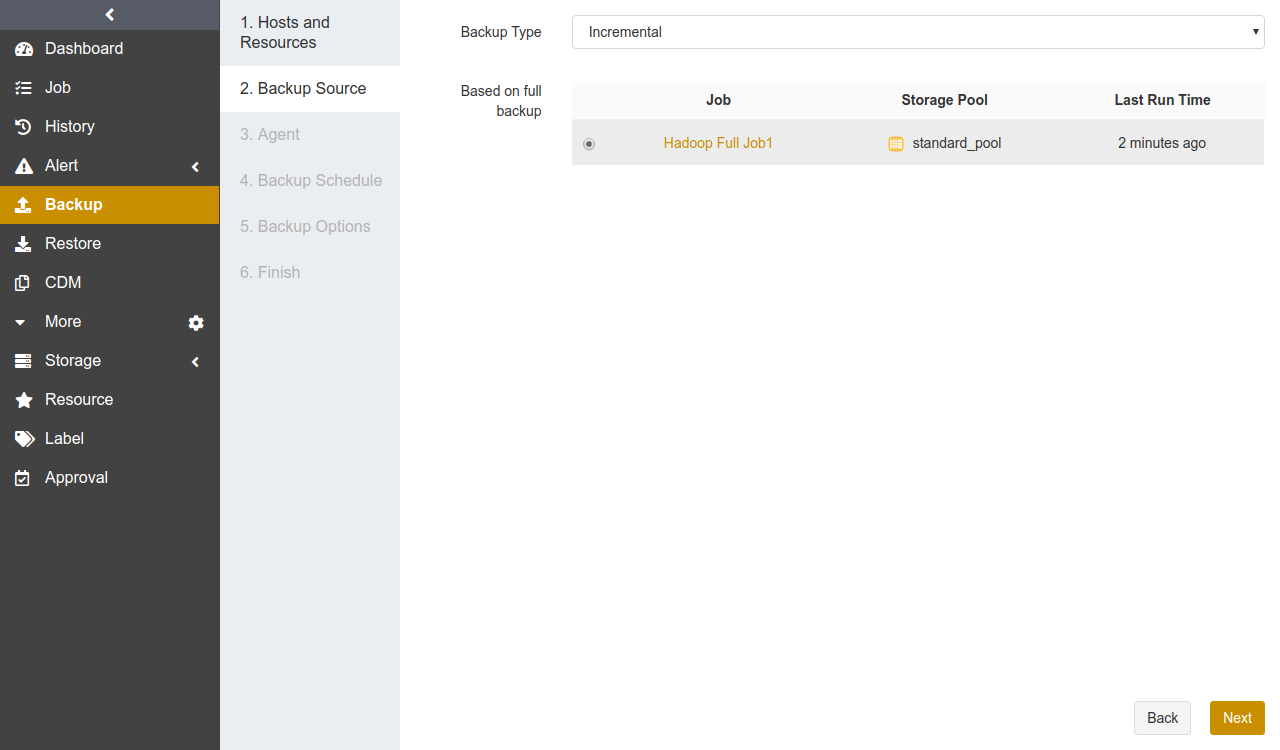 Dashboard
Job
History
Alert
Backup
Restore
CDM
More
Storage
Resource
Label
Approval
1. Hosts and
Resources
2. Backup Source
3. Agent
4. Backup Schedule
5. Backup Options
6. Finish
Backup Type
Incremental
Based on full
backup
Job Storage Pool Last Run Time
Hadoop Full Job1 standard_pool 2 minutes ago
Back Next